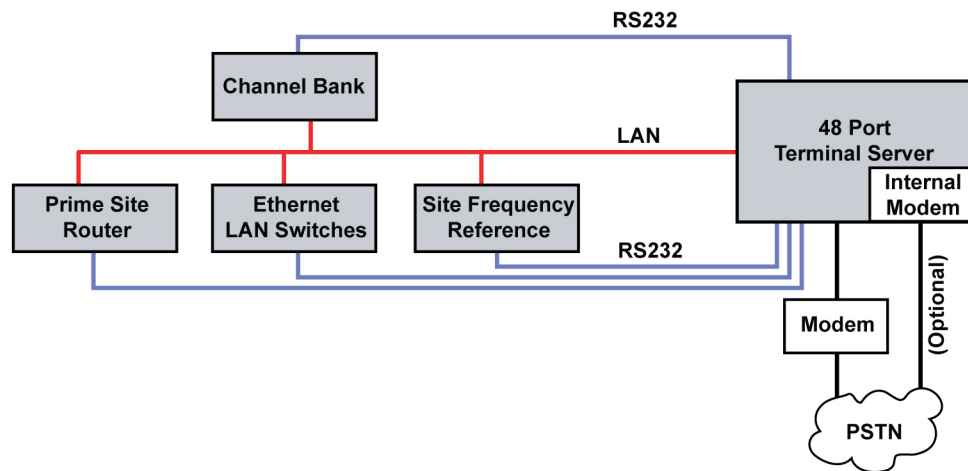 RS232
Channel Bank
48 Port
Terminal Server
LAN
Internal
Modem
Prime Site
Router
Ethernet
LAN Switches
Site Frequency
Reference
RS232
Modem
(Optional)
PSTN